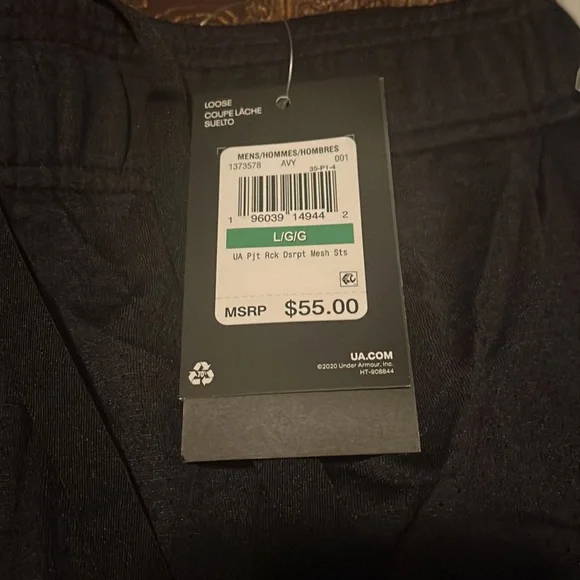 LOOSE
COUPE LÂCHE
SUELTO
MENS/HOMMES/HOMBRES
1373578 AVY 001
35-P1-4
1 96039 14944 2
L/G/G
UA Pjt Rck Dsrpt Mesh Sts
MSRP $55.00
70%
UA.COM
©2020 Under Armour, Inc.
HT-908844